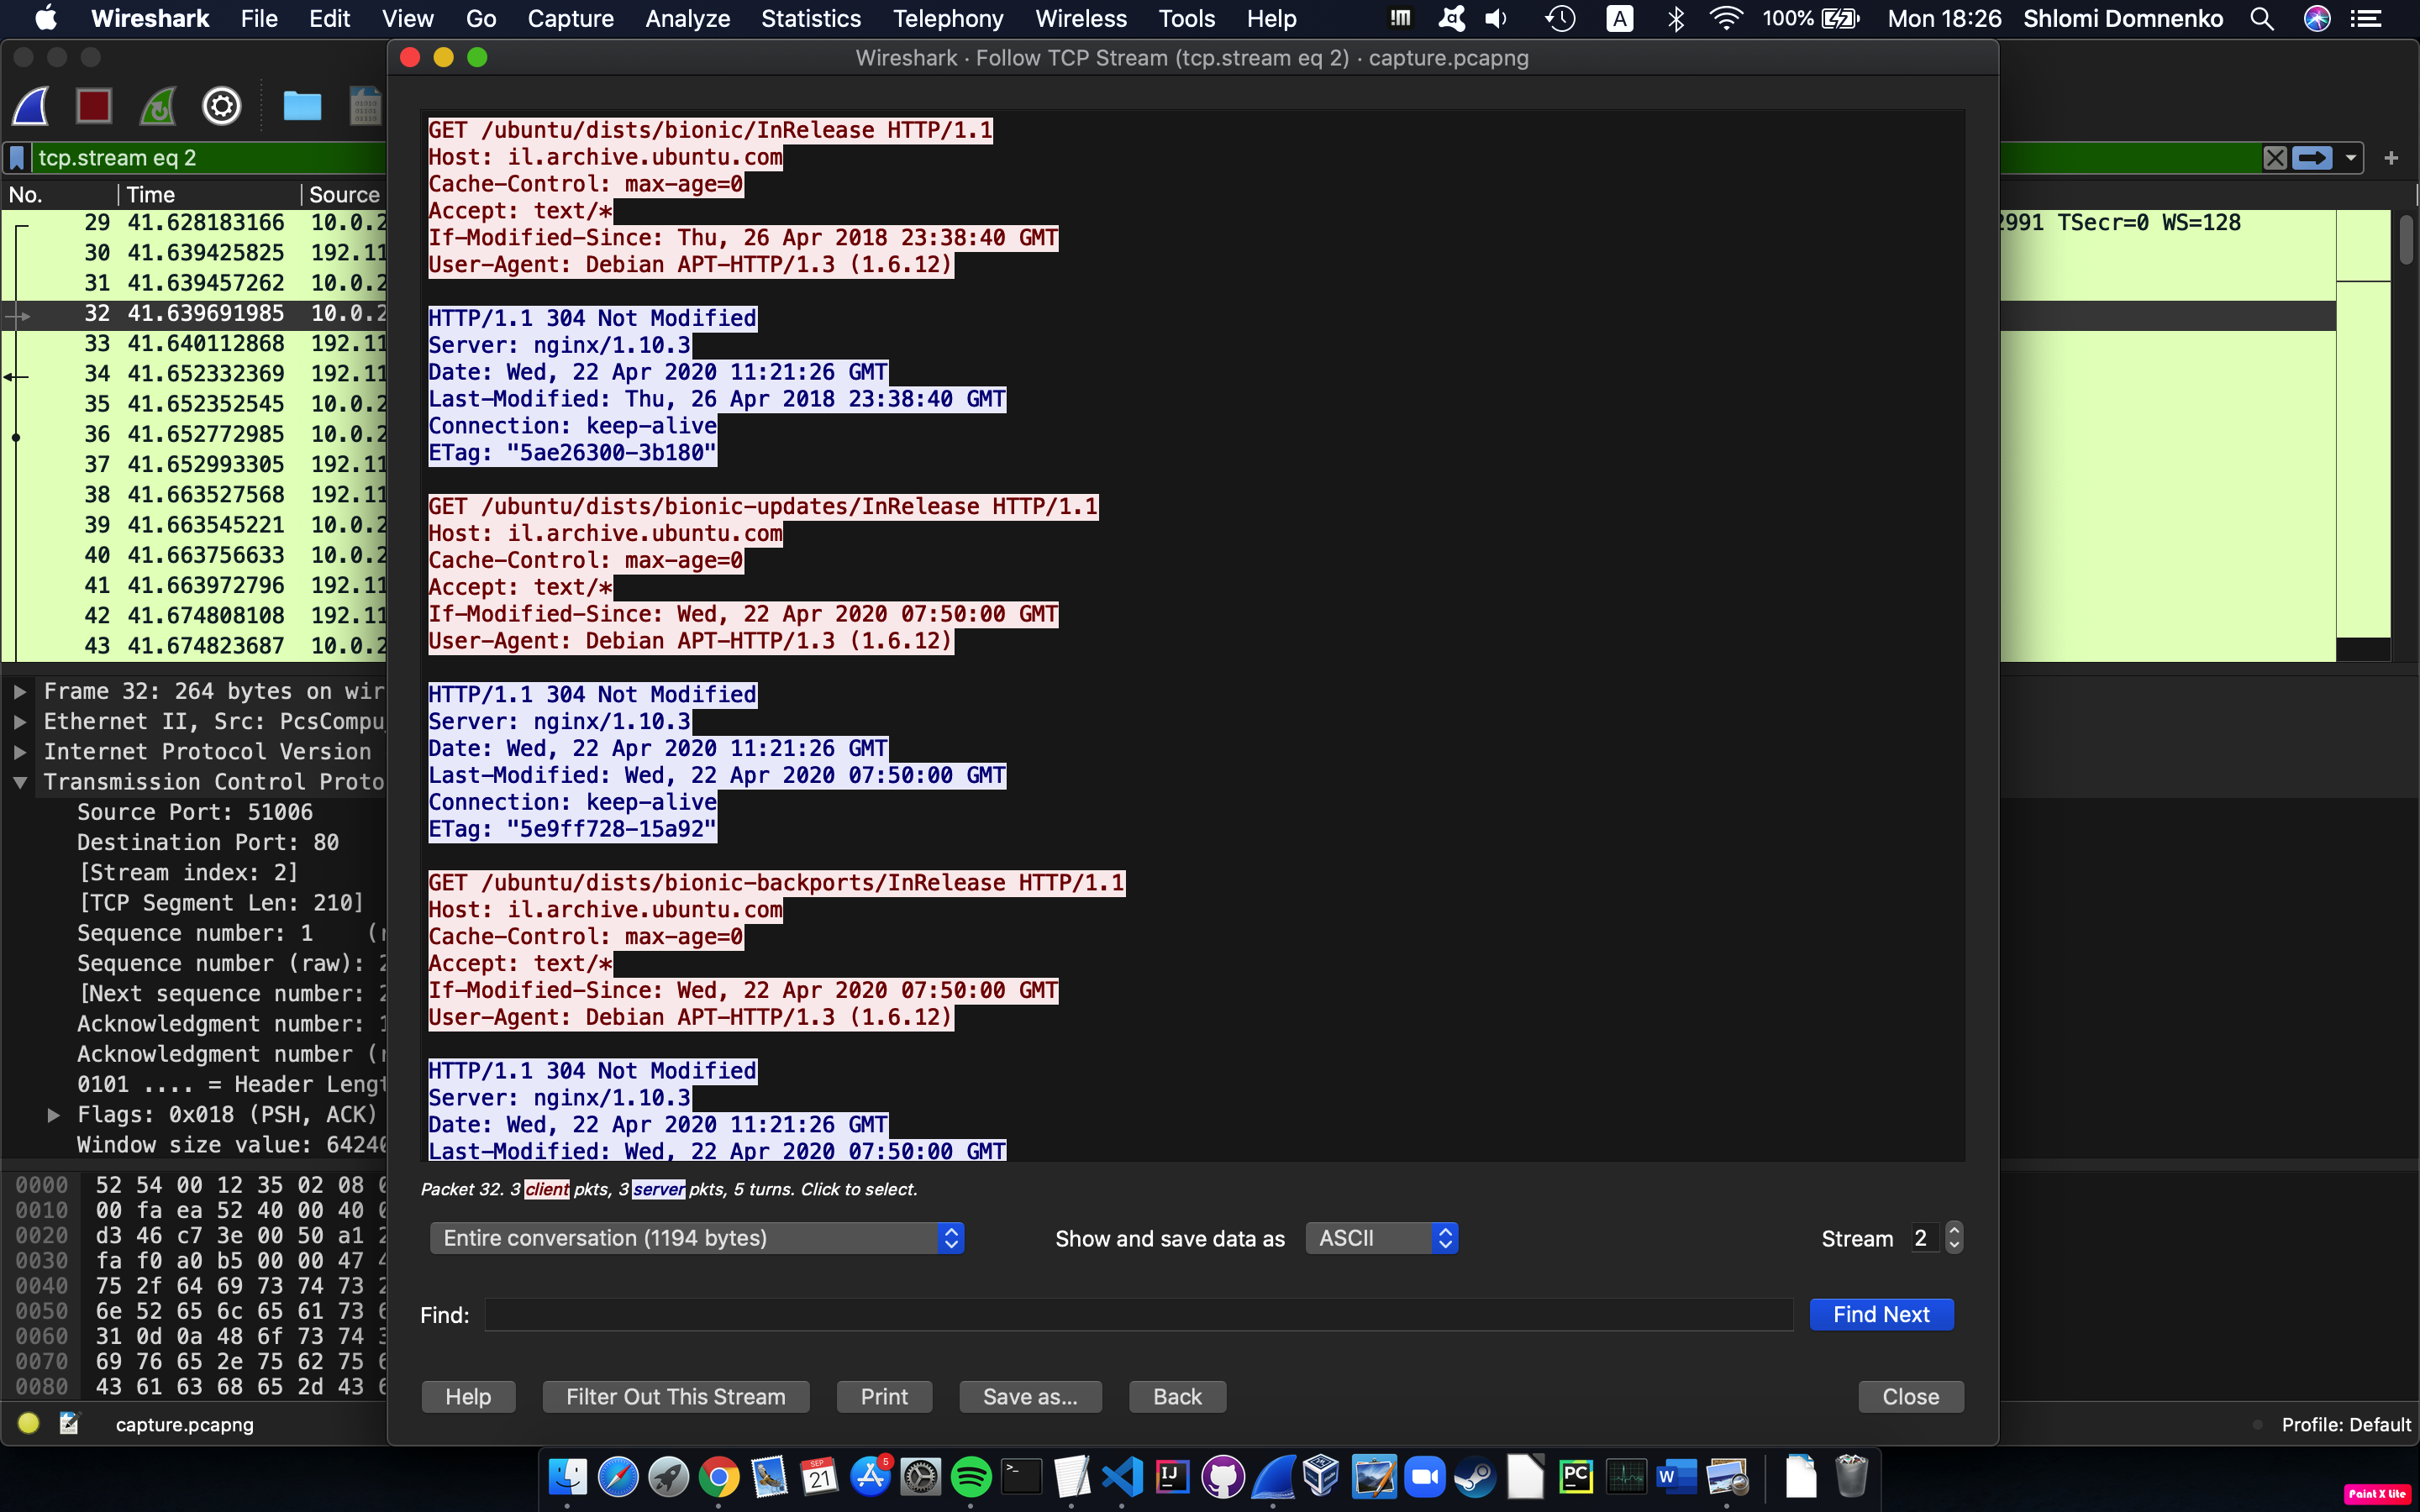 Wireshark File Edit View Go Capture Analyze Statistics Telephony Wireless Tools Help 100% Mon 18:26 Shlomi Domnenko
Wireshark · Follow TCP Stream (tcp.stream eq 2) · capture.pcapng
tcp.stream eq 2
No. Time Source
29 41.628183166 10.0.2
2991 TSecr=0 WS=128
30 41.639425825 192.11
31 41.639457262 10.0.2
32 41.639691985 10.0.2
33 41.640112868 192.11
34 41.652332369 192.11
35 41.652352545 10.0.2
36 41.652772985 10.0.2
37 41.652993305 192.11
38 41.663527568 192.11
39 41.663545221 10.0.2
40 41.663756633 10.0.2
41 41.663972796 192.11
42 41.674808108 192.11
43 41.674823687 10.0.2
Frame 32: 264 bytes on wir
Ethernet II, Src: PcsCompu
Internet Protocol Version
Transmission Control Proto
Source Port: 51006
Destination Port: 80
[Stream index: 2]
[TCP Segment Len: 210]
Sequence number: 1 (r
Sequence number (raw): 2
[Next sequence number: 2
Acknowledgment number: 1
Acknowledgment number (r
0101 .... = Header Lengt
Flags: 0x018 (PSH, ACK)
Window size value: 64240
0000 52 54 00 12 35 02 08 0
0010 00 fa ea 52 40 00 40 0
0020 d3 46 c7 3e 00 50 a1 2
0030 fa f0 a0 b5 00 00 47 4
0040 75 2f 64 69 73 74 73 2
0050 6e 52 65 6c 65 61 73 6
0060 31 0d 0a 48 6f 73 74 3
0070 69 76 65 2e 75 62 75 6
0080 43 61 63 68 65 2d 43 6
capture.pcapng
Profile: Default
GET /ubuntu/dists/bionic/InRelease HTTP/1.1
Host: il.archive.ubuntu.com
Cache-Control: max-age=0
Accept: text/*
If-Modified-Since: Thu, 26 Apr 2018 23:38:40 GMT
User-Agent: Debian APT-HTTP/1.3 (1.6.12)
HTTP/1.1 304 Not Modified
Server: nginx/1.10.3
Date: Wed, 22 Apr 2020 11:21:26 GMT
Last-Modified: Thu, 26 Apr 2018 23:38:40 GMT
Connection: keep-alive
ETag: "5ae26300-3b180"
GET /ubuntu/dists/bionic-updates/InRelease HTTP/1.1
Host: il.archive.ubuntu.com
Cache-Control: max-age=0
Accept: text/*
If-Modified-Since: Wed, 22 Apr 2020 07:50:00 GMT
User-Agent: Debian APT-HTTP/1.3 (1.6.12)
HTTP/1.1 304 Not Modified
Server: nginx/1.10.3
Date: Wed, 22 Apr 2020 11:21:26 GMT
Last-Modified: Wed, 22 Apr 2020 07:50:00 GMT
Connection: keep-alive
ETag: "5e9ff728-15a92"
GET /ubuntu/dists/bionic-backports/InRelease HTTP/1.1
Host: il.archive.ubuntu.com
Cache-Control: max-age=0
Accept: text/*
If-Modified-Since: Wed, 22 Apr 2020 07:50:00 GMT
User-Agent: Debian APT-HTTP/1.3 (1.6.12)
HTTP/1.1 304 Not Modified
Server: nginx/1.10.3
Date: Wed, 22 Apr 2020 11:21:26 GMT
Last-Modified: Wed, 22 Apr 2020 07:50:00 GMT
Packet 32. 3 client pkts, 3 server pkts, 5 turns. Click to select.
Entire conversation (1194 bytes) Show and save data as ASCII Stream 2
Find: Find Next
Help Filter Out This Stream Print Save as... Back Close
SEP 21
5
IJ
PC
W
Paint X lite